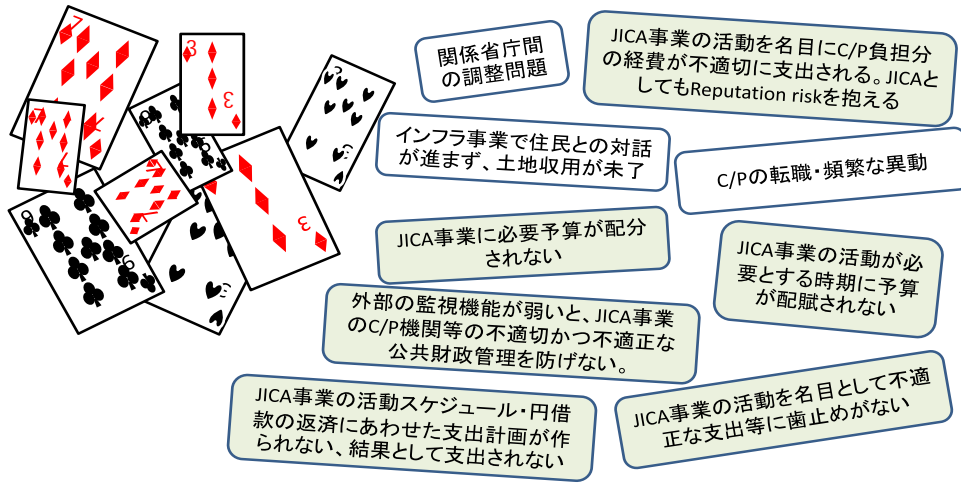 関係省庁間
の調整問題
JICA事業の活動を名目にC/P負担分
の経費が不適切に支出される。JICAと
してもReputation riskを抱える
インフラ事業で住民との対話
が進まず、土地収用が未了
C/Pの転職・頻繁な異動
JICA事業に必要予算が配分
されない
JICA事業の活動が必
要とする時期に予算
が配賦されない
外部の監視機能が弱いと、JICA事業
のC/P機関等の不適切かつ不適正な
公共財政管理を防げない。
JICA事業の活動スケジュール・円借
款の返済にあわせた支出計画が作
られない、結果として支出されない
JICA事業の活動を名目として不適
正な支出等に歯止めがない
7
3
3
7
7
9
3
3
9
9